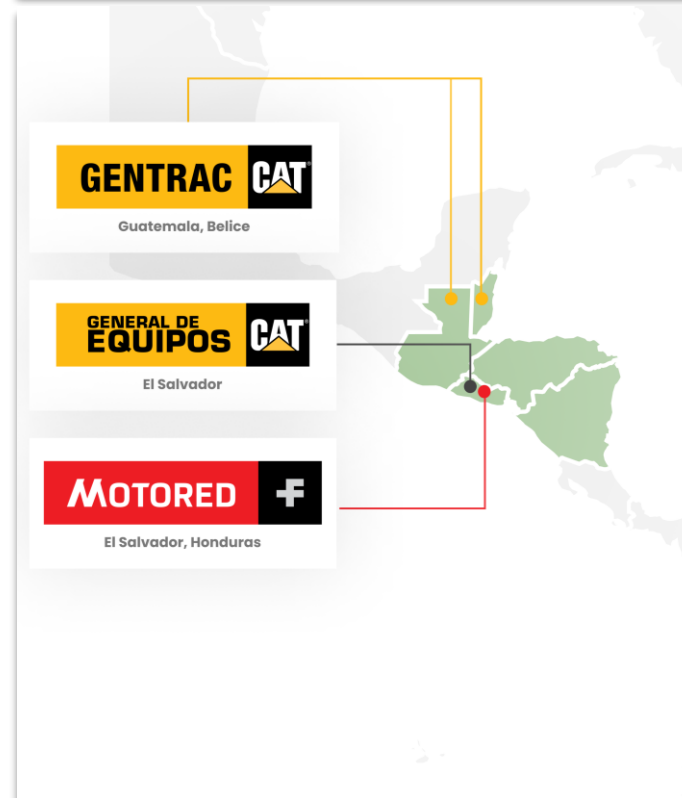 GENTRAC CAT®
Guatemala, Belice
GENERAL DE
EQUIPOS CAT
El Salvador
MOTORED
El Salvador, Honduras